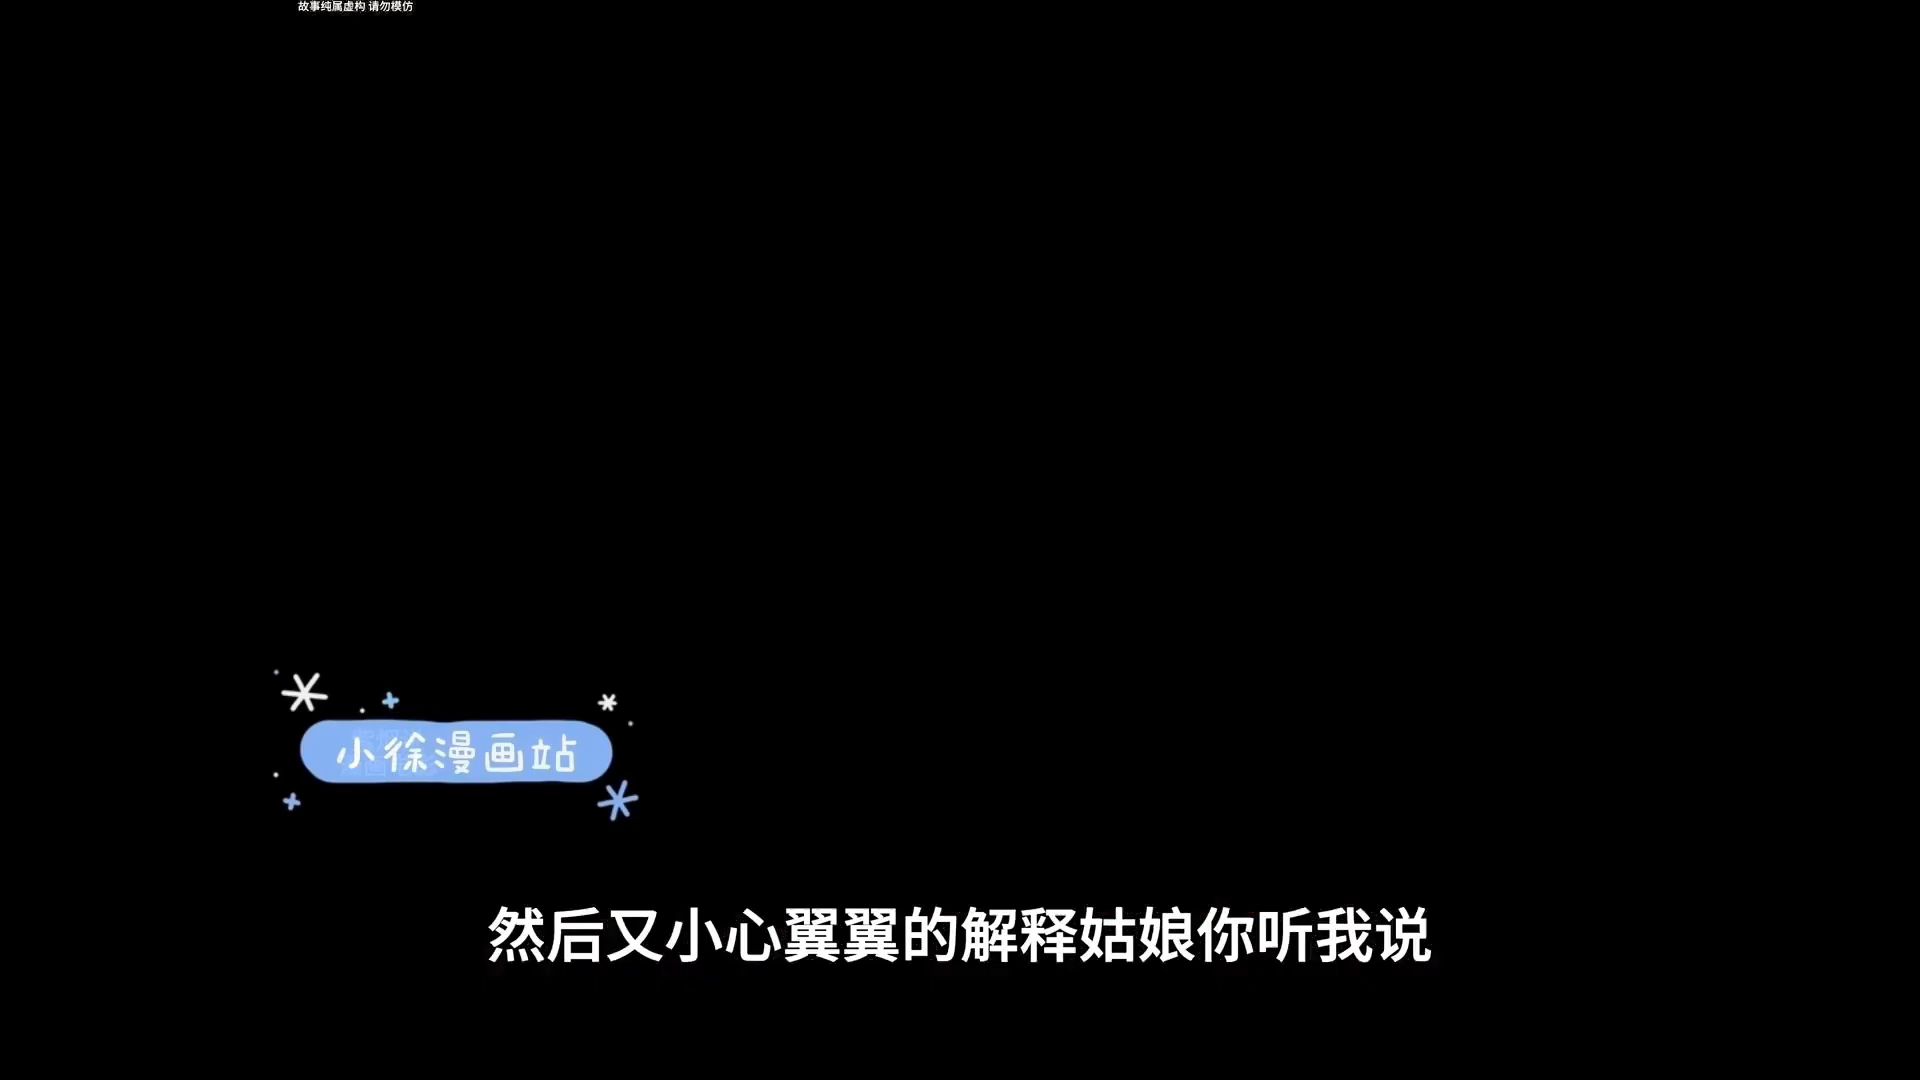 故事纯属虚构 请勿模仿
小徐漫画站
然后又小心翼翼的解释姑娘你听我说